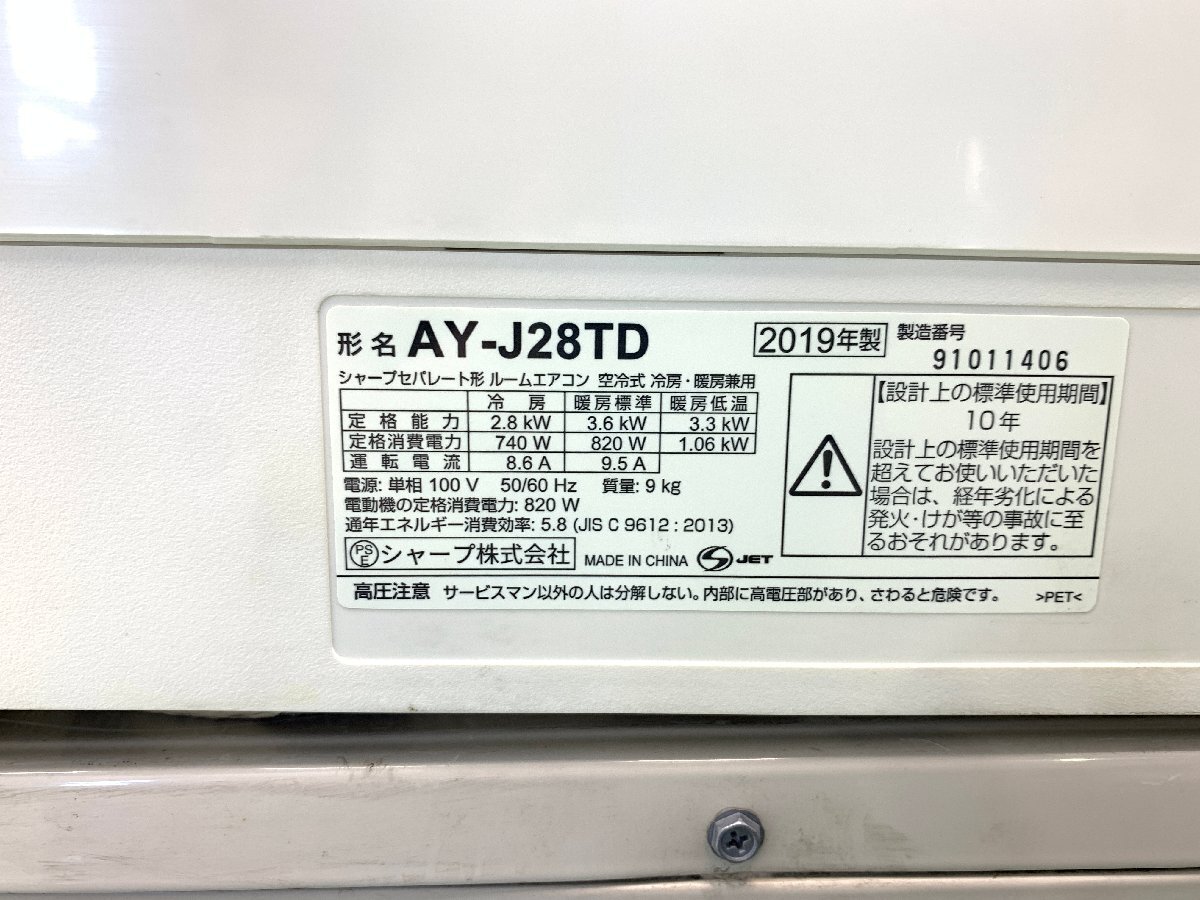 形名 AY-J28TD 2019年製 製造番号 91011406
シャープセパレート形 ルームエアコン 空冷式 冷房・暖房兼用
冷房 暖房標準 暖房低温
定格能力 2.8 kW 3.6 kW 3.3 kW
定格消費電力 740 W 820 W 1.06 kW
運転電流 8.6 A 9.5 A
電源: 単相 100 V 50/60 Hz 質量: 9 kg
電動機の定格消費電力: 820 W
通年エネルギー消費効率: 5.8 (JIS C 9612 : 2013)
PSE シャープ株式会社 MADE IN CHINA JET
【設計上の標準使用期間】
10年
設計上の標準使用期間を
超えてお使いいただいた
場合は、経年劣化による
発火・けが等の事故に至
るおそれがあります。
高圧注意 サービスマン以外の人は分解しない。内部に高電圧部があり、さわると危険です。 >PET<